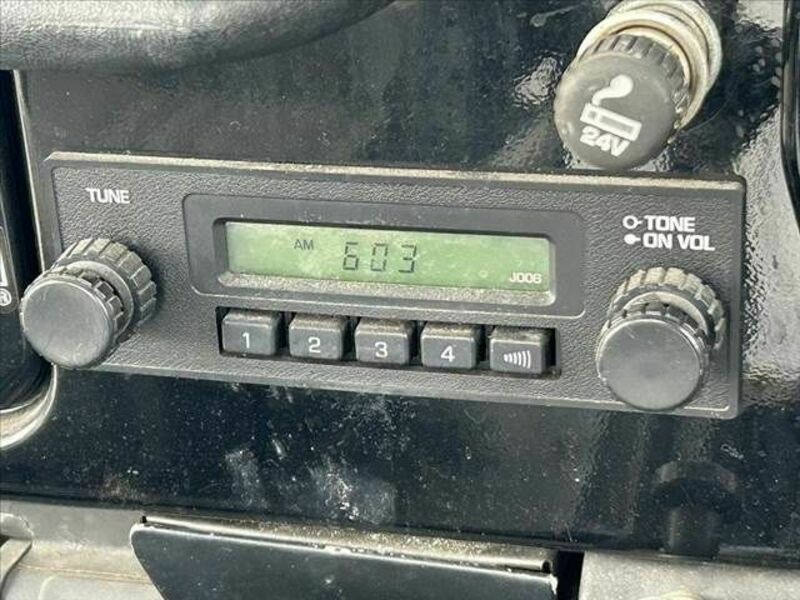 24V
TUNE
TONE
ON VOL
AM 603
J006
1 2 3 4
®